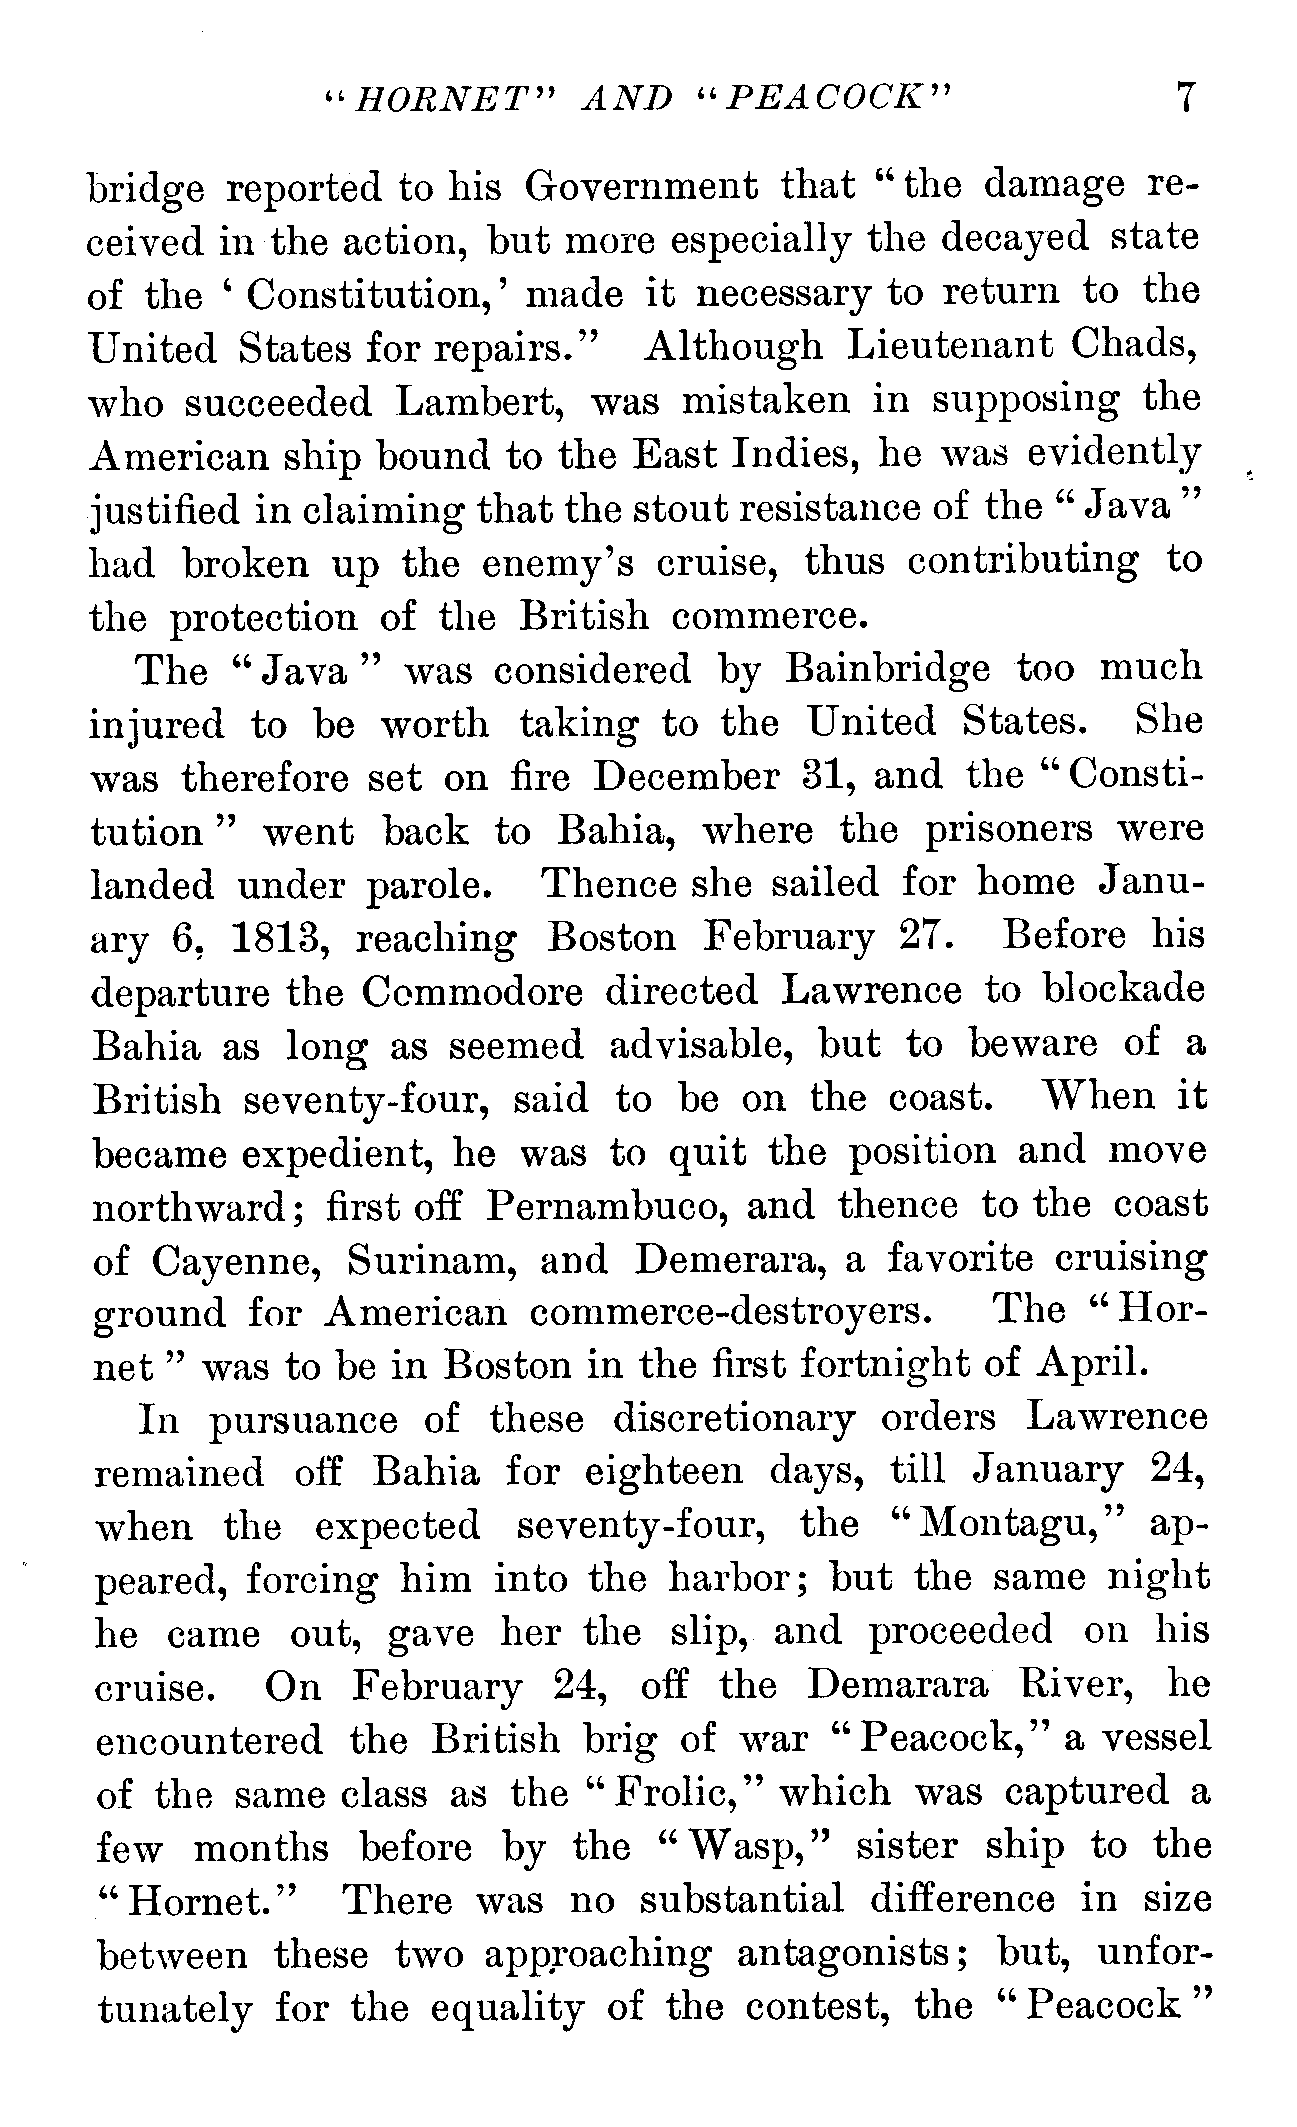 "HORNET" AND "PEACOCK" 7
bridge reported to his Government that "the damage re-
ceived in the action, but more especially the decayed state
of the 'Constitution,' made it necessary to return to the
United States for repairs." Although Lieutenant Chads,
who succeeded Lambert, was mistaken in supposing the
American ship bound to the East Indies, he was evidently
justified in claiming that the stout resistance of the "Java"
had broken up the enemy's cruise, thus contributing to
the protection of the British commerce.
The "Java" was considered by Bainbridge too much
injured to be worth taking to the United States. She
was therefore set on fire December 31, and the "Consti-
tution" went back to Bahia, where the prisoners were
landed under parole. Thence she sailed for home Janu-
ary 6, 1813, reaching Boston February 27. Before his
departure the Commodore directed Lawrence to blockade
Bahia as long as seemed advisable, but to beware of a
British seventy-four, said to be on the coast. When it
became expedient, he was to quit the position and move
northward; first off Pernambuco, and thence to the coast
of Cayenne, Surinam, and Demerara, a favorite cruising
ground for American commerce-destroyers. The "Hor-
net" was to be in Boston in the first fortnight of April.
In pursuance of these discretionary orders Lawrence
remained off Bahia for eighteen days, till January 24,
when the expected seventy-four, the "Montagu," ap-
peared, forcing him into the harbor; but the same night
he came out, gave her the slip, and proceeded on his
cruise. On February 24, off the Demarara River, he
encountered the British brig of war "Peacock," a vessel
of the same class as the "Frolic," which was captured a
few months before by the "Wasp," sister ship to the
"Hornet." There was no substantial difference in size
between these two approaching antagonists; but, unfor-
tunately for the equality of the contest, the "Peacock"